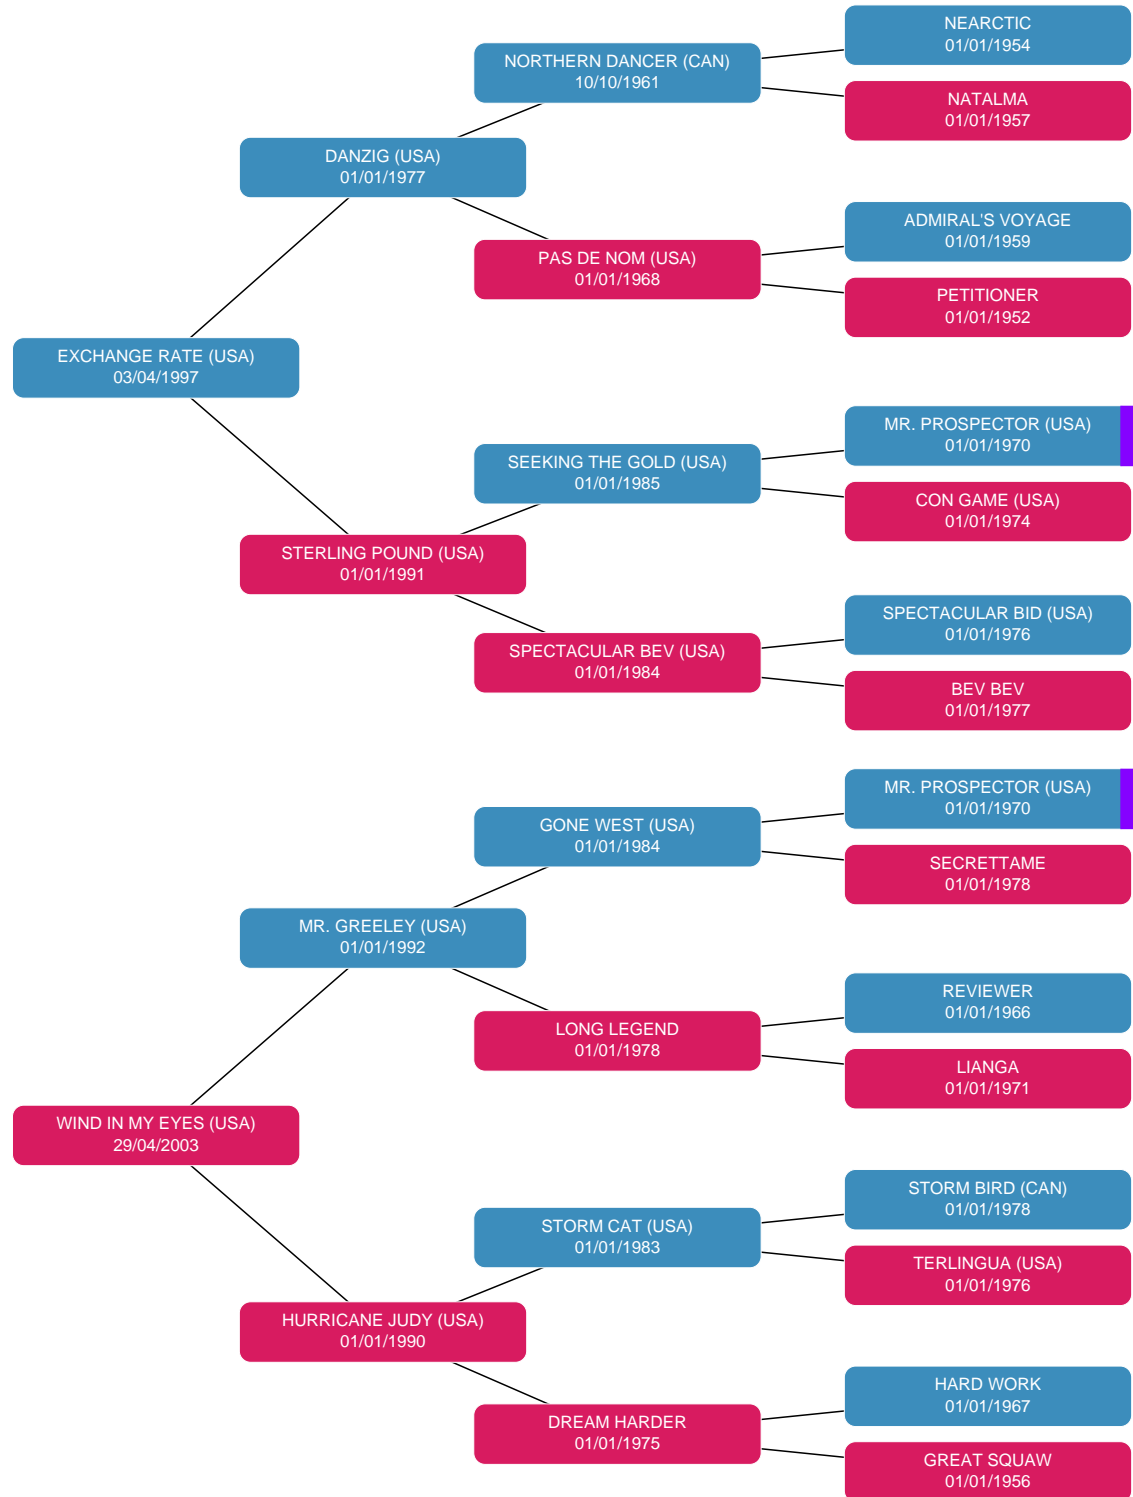 NEARCTIC
01/01/1954
NORTHERN DANCER (CAN)
10/10/1961
NATALMA
01/01/1957
DANZIG (USA)
01/01/1977
ADMIRAL'S VOYAGE
01/01/1959
PAS DE NOM (USA)
01/01/1968
PETITIONER
01/01/1952
EXCHANGE RATE (USA)
03/04/1997
MR. PROSPECTOR (USA)
01/01/1970
SEEKING THE GOLD (USA)
01/01/1985
CON GAME (USA)
01/01/1974
STERLING POUND (USA)
01/01/1991
SPECTACULAR BID (USA)
01/01/1976
SPECTACULAR BEV (USA)
01/01/1984
BEV BEV
01/01/1977
MR. PROSPECTOR (USA)
01/01/1970
GONE WEST (USA)
01/01/1984
SECRETTAME
01/01/1978
MR. GREELEY (USA)
01/01/1992
REVIEWER
01/01/1966
LONG LEGEND
01/01/1978
LIANGA
01/01/1971
WIND IN MY EYES (USA)
29/04/2003
STORM BIRD (CAN)
01/01/1978
STORM CAT (USA)
01/01/1983
TERLINGUA (USA)
01/01/1976
HURRICANE JUDY (USA)
01/01/1990
HARD WORK
01/01/1967
DREAM HARDER
01/01/1975
GREAT SQUAW
01/01/1956